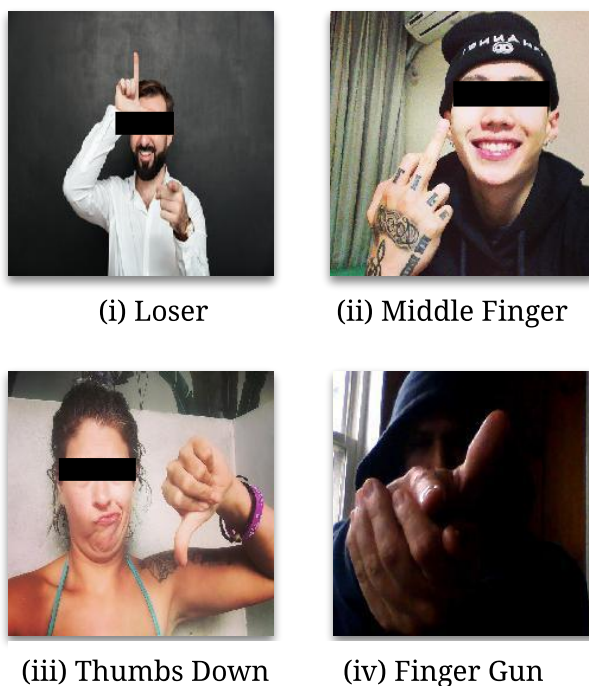 (i) Loser
(ii) Middle Finger
(iii) Thumbs Down
(iv) Finger Gun